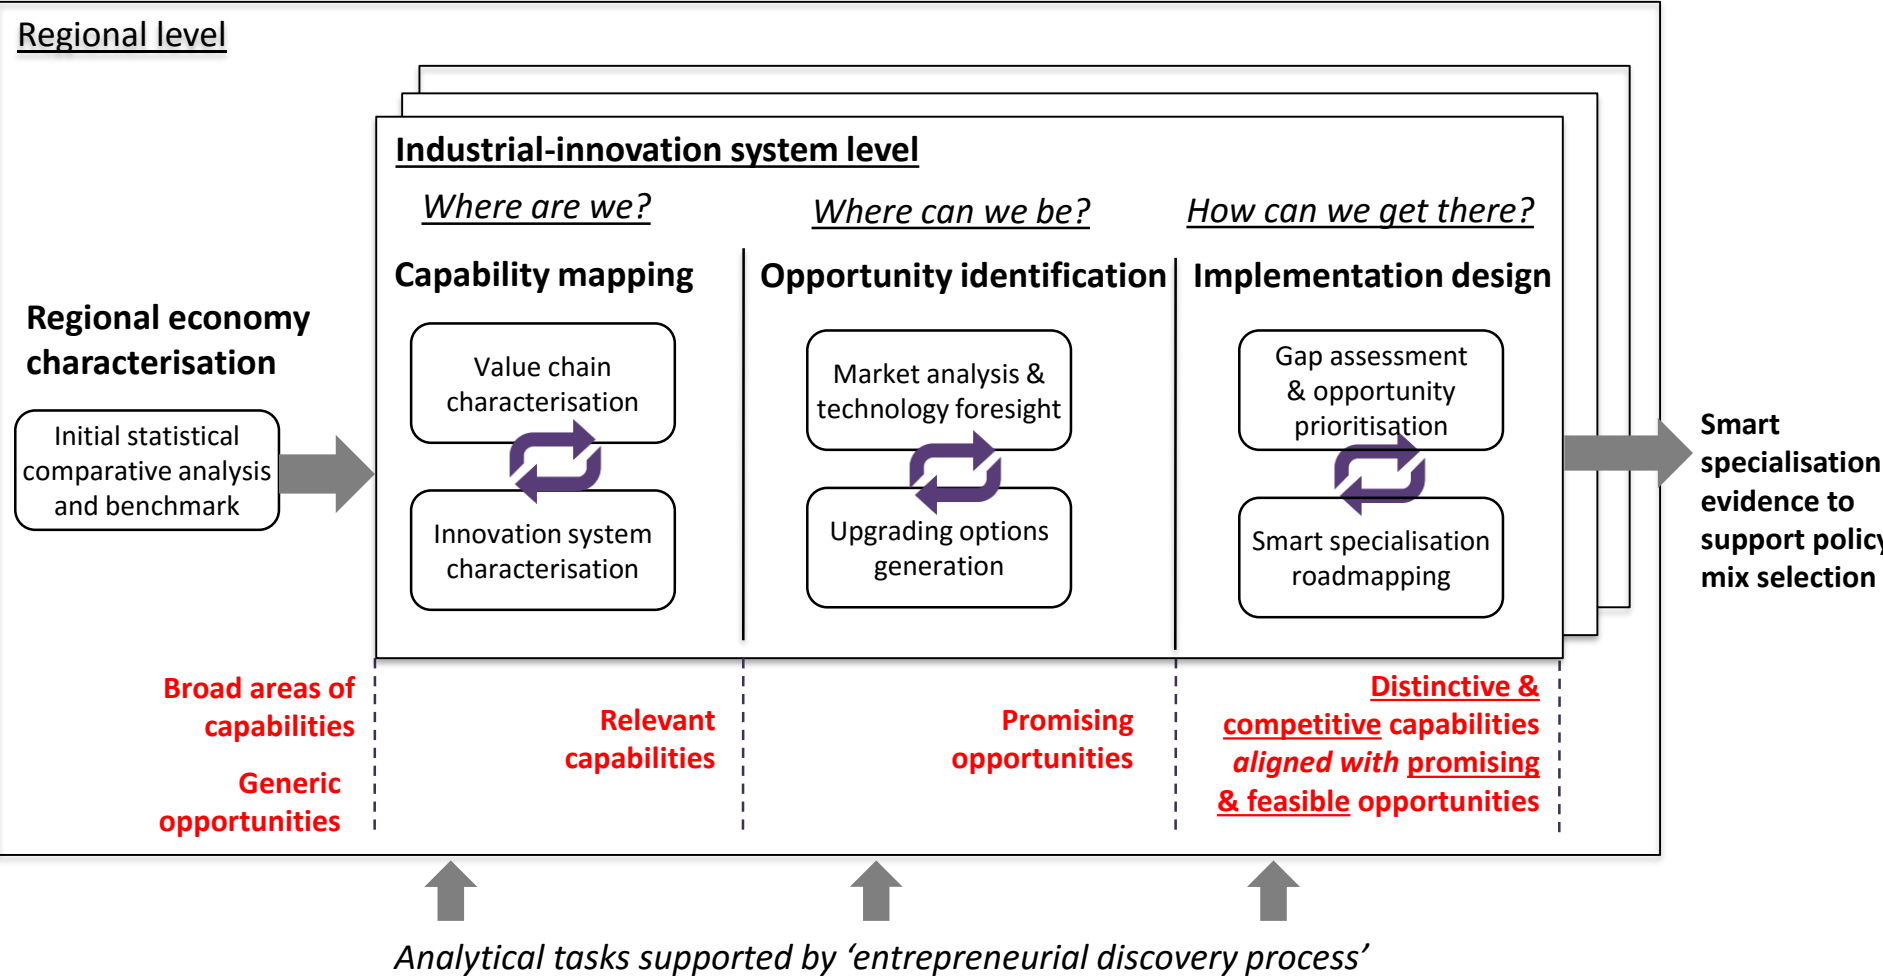 Regional level
Industrial-innovation system level
Where are we?
Where can we be?
How can we get there?
Capability mapping
Opportunity identification
Implementation design
Regional economy
characterisation
Initial statistical
comparative analysis
and benchmark
Value chain
characterisation
Innovation system
characterisation
Market analysis &
technology foresight
Upgrading options
generation
Gap assessment
& opportunity
prioritisation
Smart specialisation
roadmapping
Smart
specialisation
evidence to
support policy
mix selection
Broad areas of
capabilities
Generic
opportunities
Relevant
capabilities
Promising
opportunities
Distinctive &
competitive capabilities
aligned with promising
& feasible opportunities
Analytical tasks supported by ‘entrepreneurial discovery process’